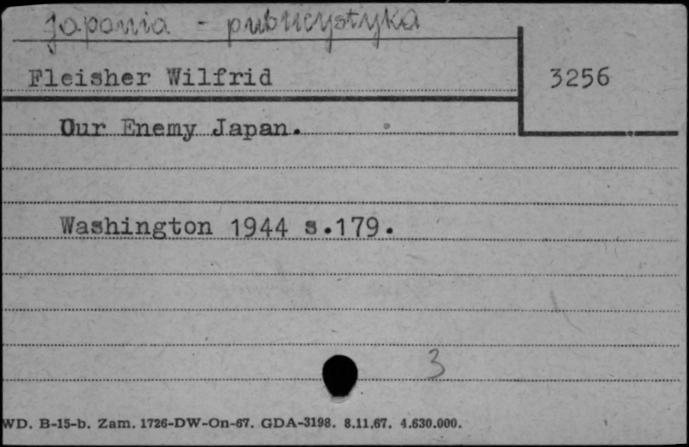 Japonia - publicystyka
Fleisher Wilfrid
3256
Our Enemy Japan.
Washington 1944 s.179.
3
WD. B-15-b. Zam. 1726-DW-On-67. GDA-3198. 8.11.67. 4.630.000.